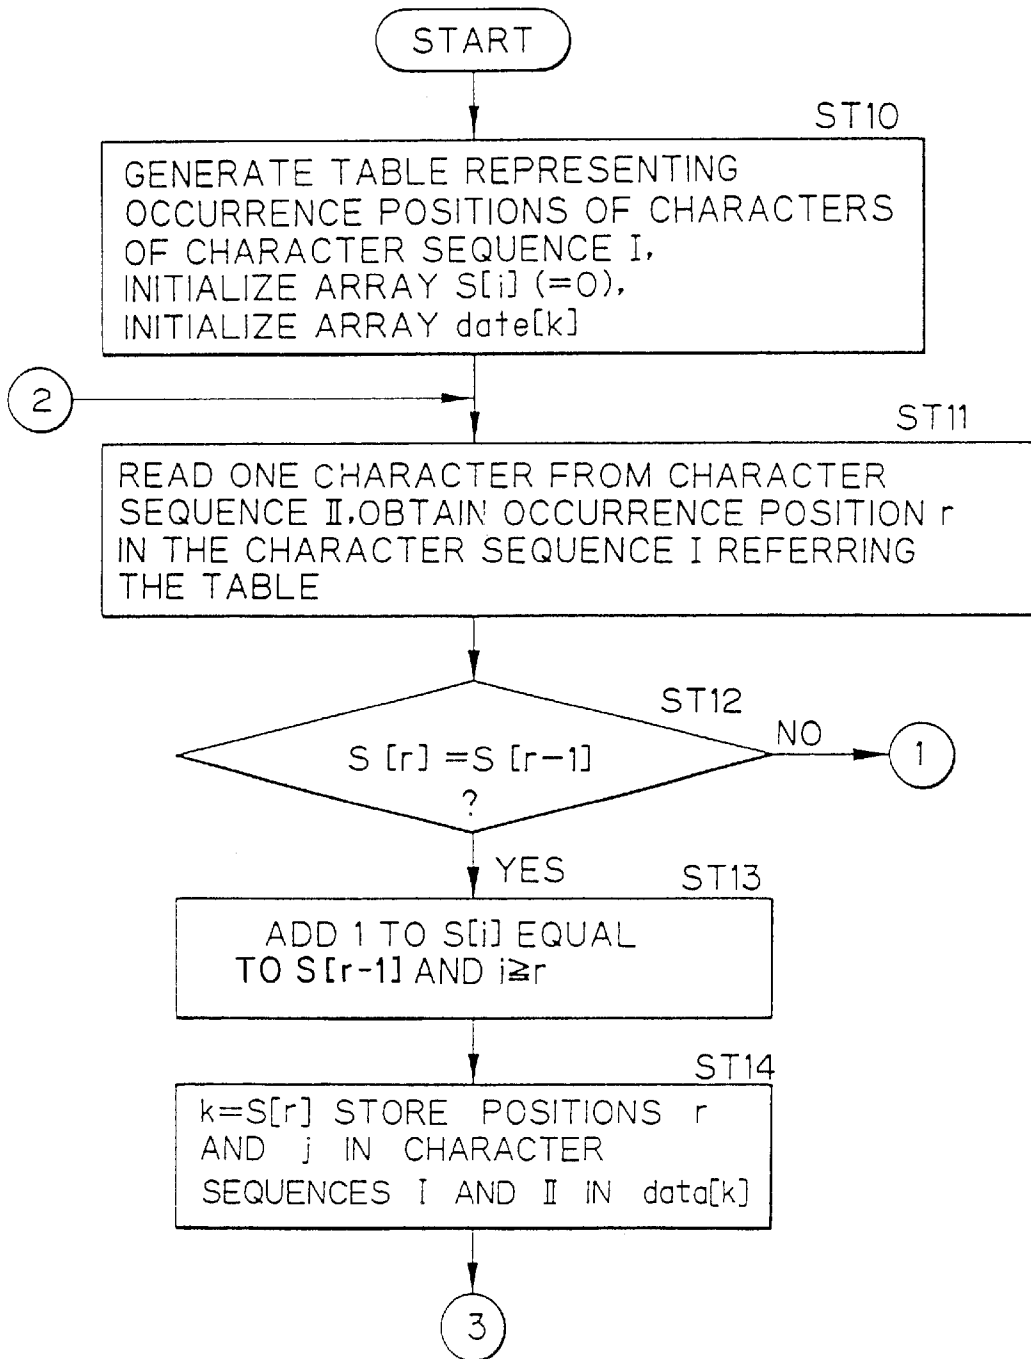 START
ST10
GENERATE TABLE REPRESENTING
OCCURRENCE POSITIONS OF CHARACTERS
OF CHARACTER SEQUENCE I,
INITIALIZE ARRAY S[i] (=0),
INITIALIZE ARRAY date[k]
2
ST11
READ ONE CHARACTER FROM CHARACTER
SEQUENCE II,OBTAIN OCCURRENCE POSITION r
IN THE CHARACTER SEQUENCE I REFERRING
THE TABLE
ST12
S [r] =S [r-1]
?
NO
1
YES
ST13
ADD 1 TO S[i] EQUAL
TO S[r-1] AND i≧r
ST14
k=S[r] STORE POSITIONS r
AND j IN CHARACTER
SEQUENCES I AND II IN data[k]
3